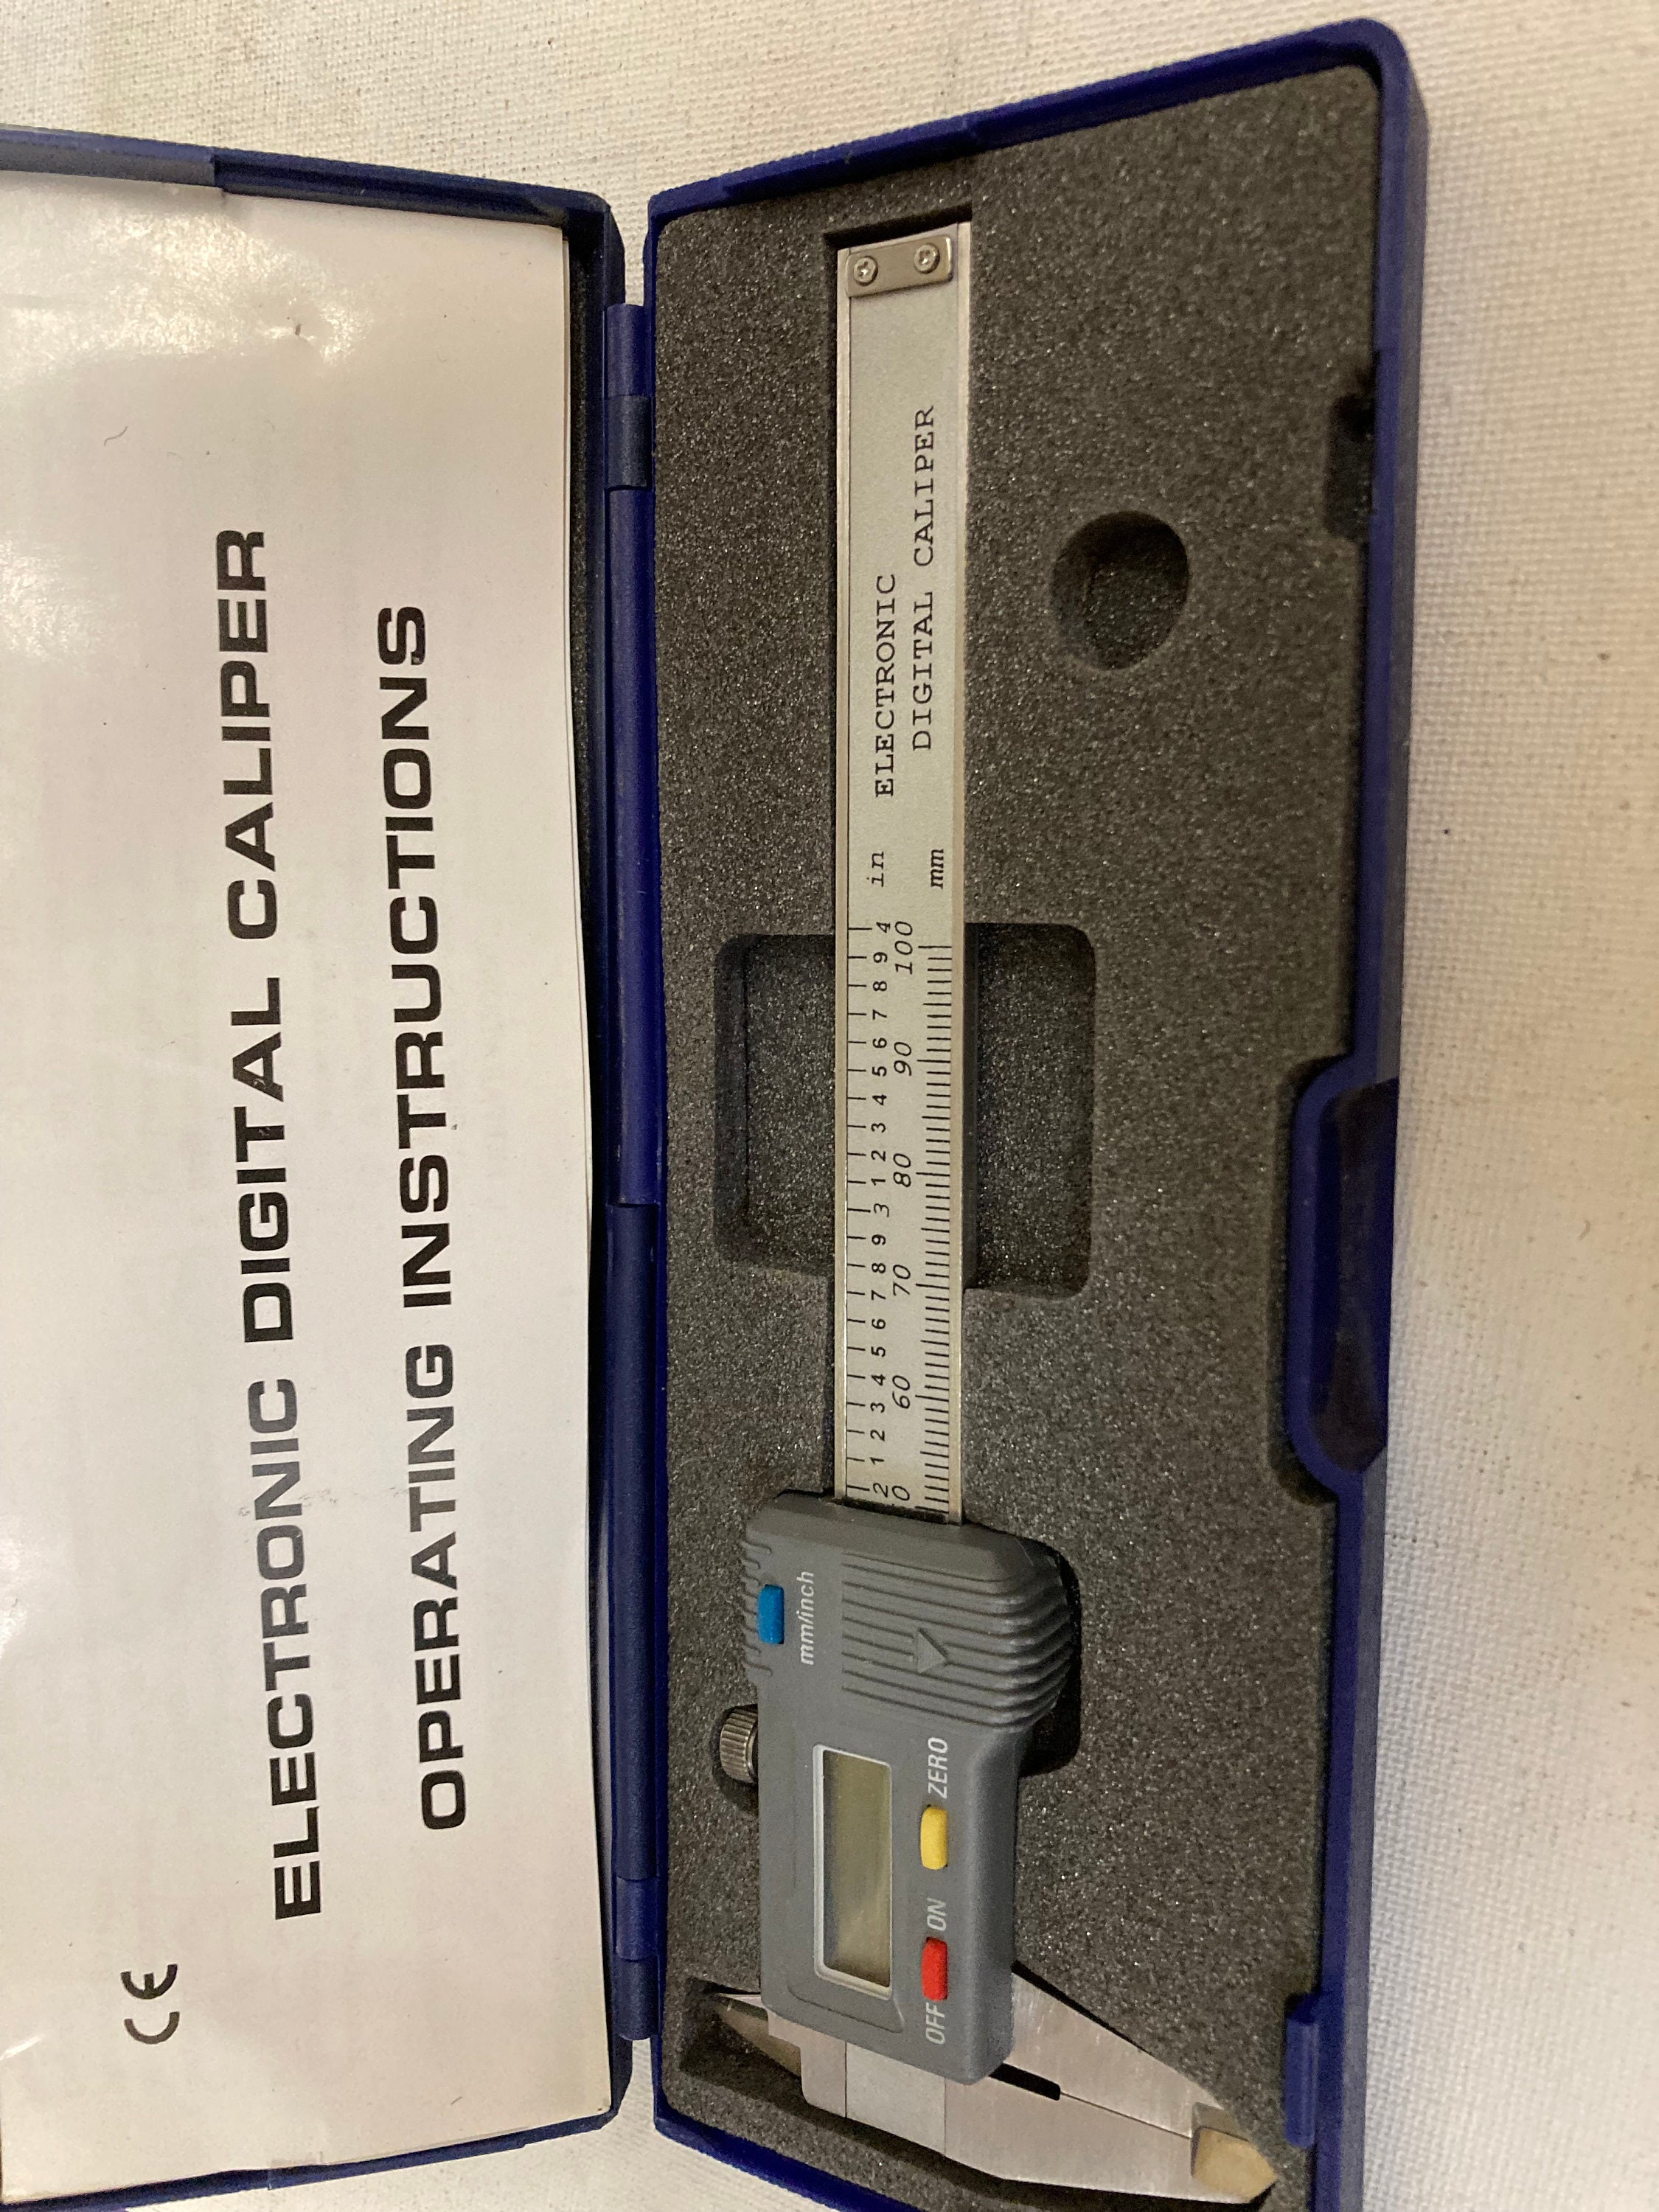 CE
ELECTRONIC DIGITAL CALIPER
OPERATING INSTRUCTIONS
mm/inch
OFF ON ZERO
2 1 2 3 4 5 6 7 8 9 3 1 2 3 4 5 6 7 8 9 4 in
0 60 70 80 90 100 mm
ELECTRONIC
DIGITAL CALIPER